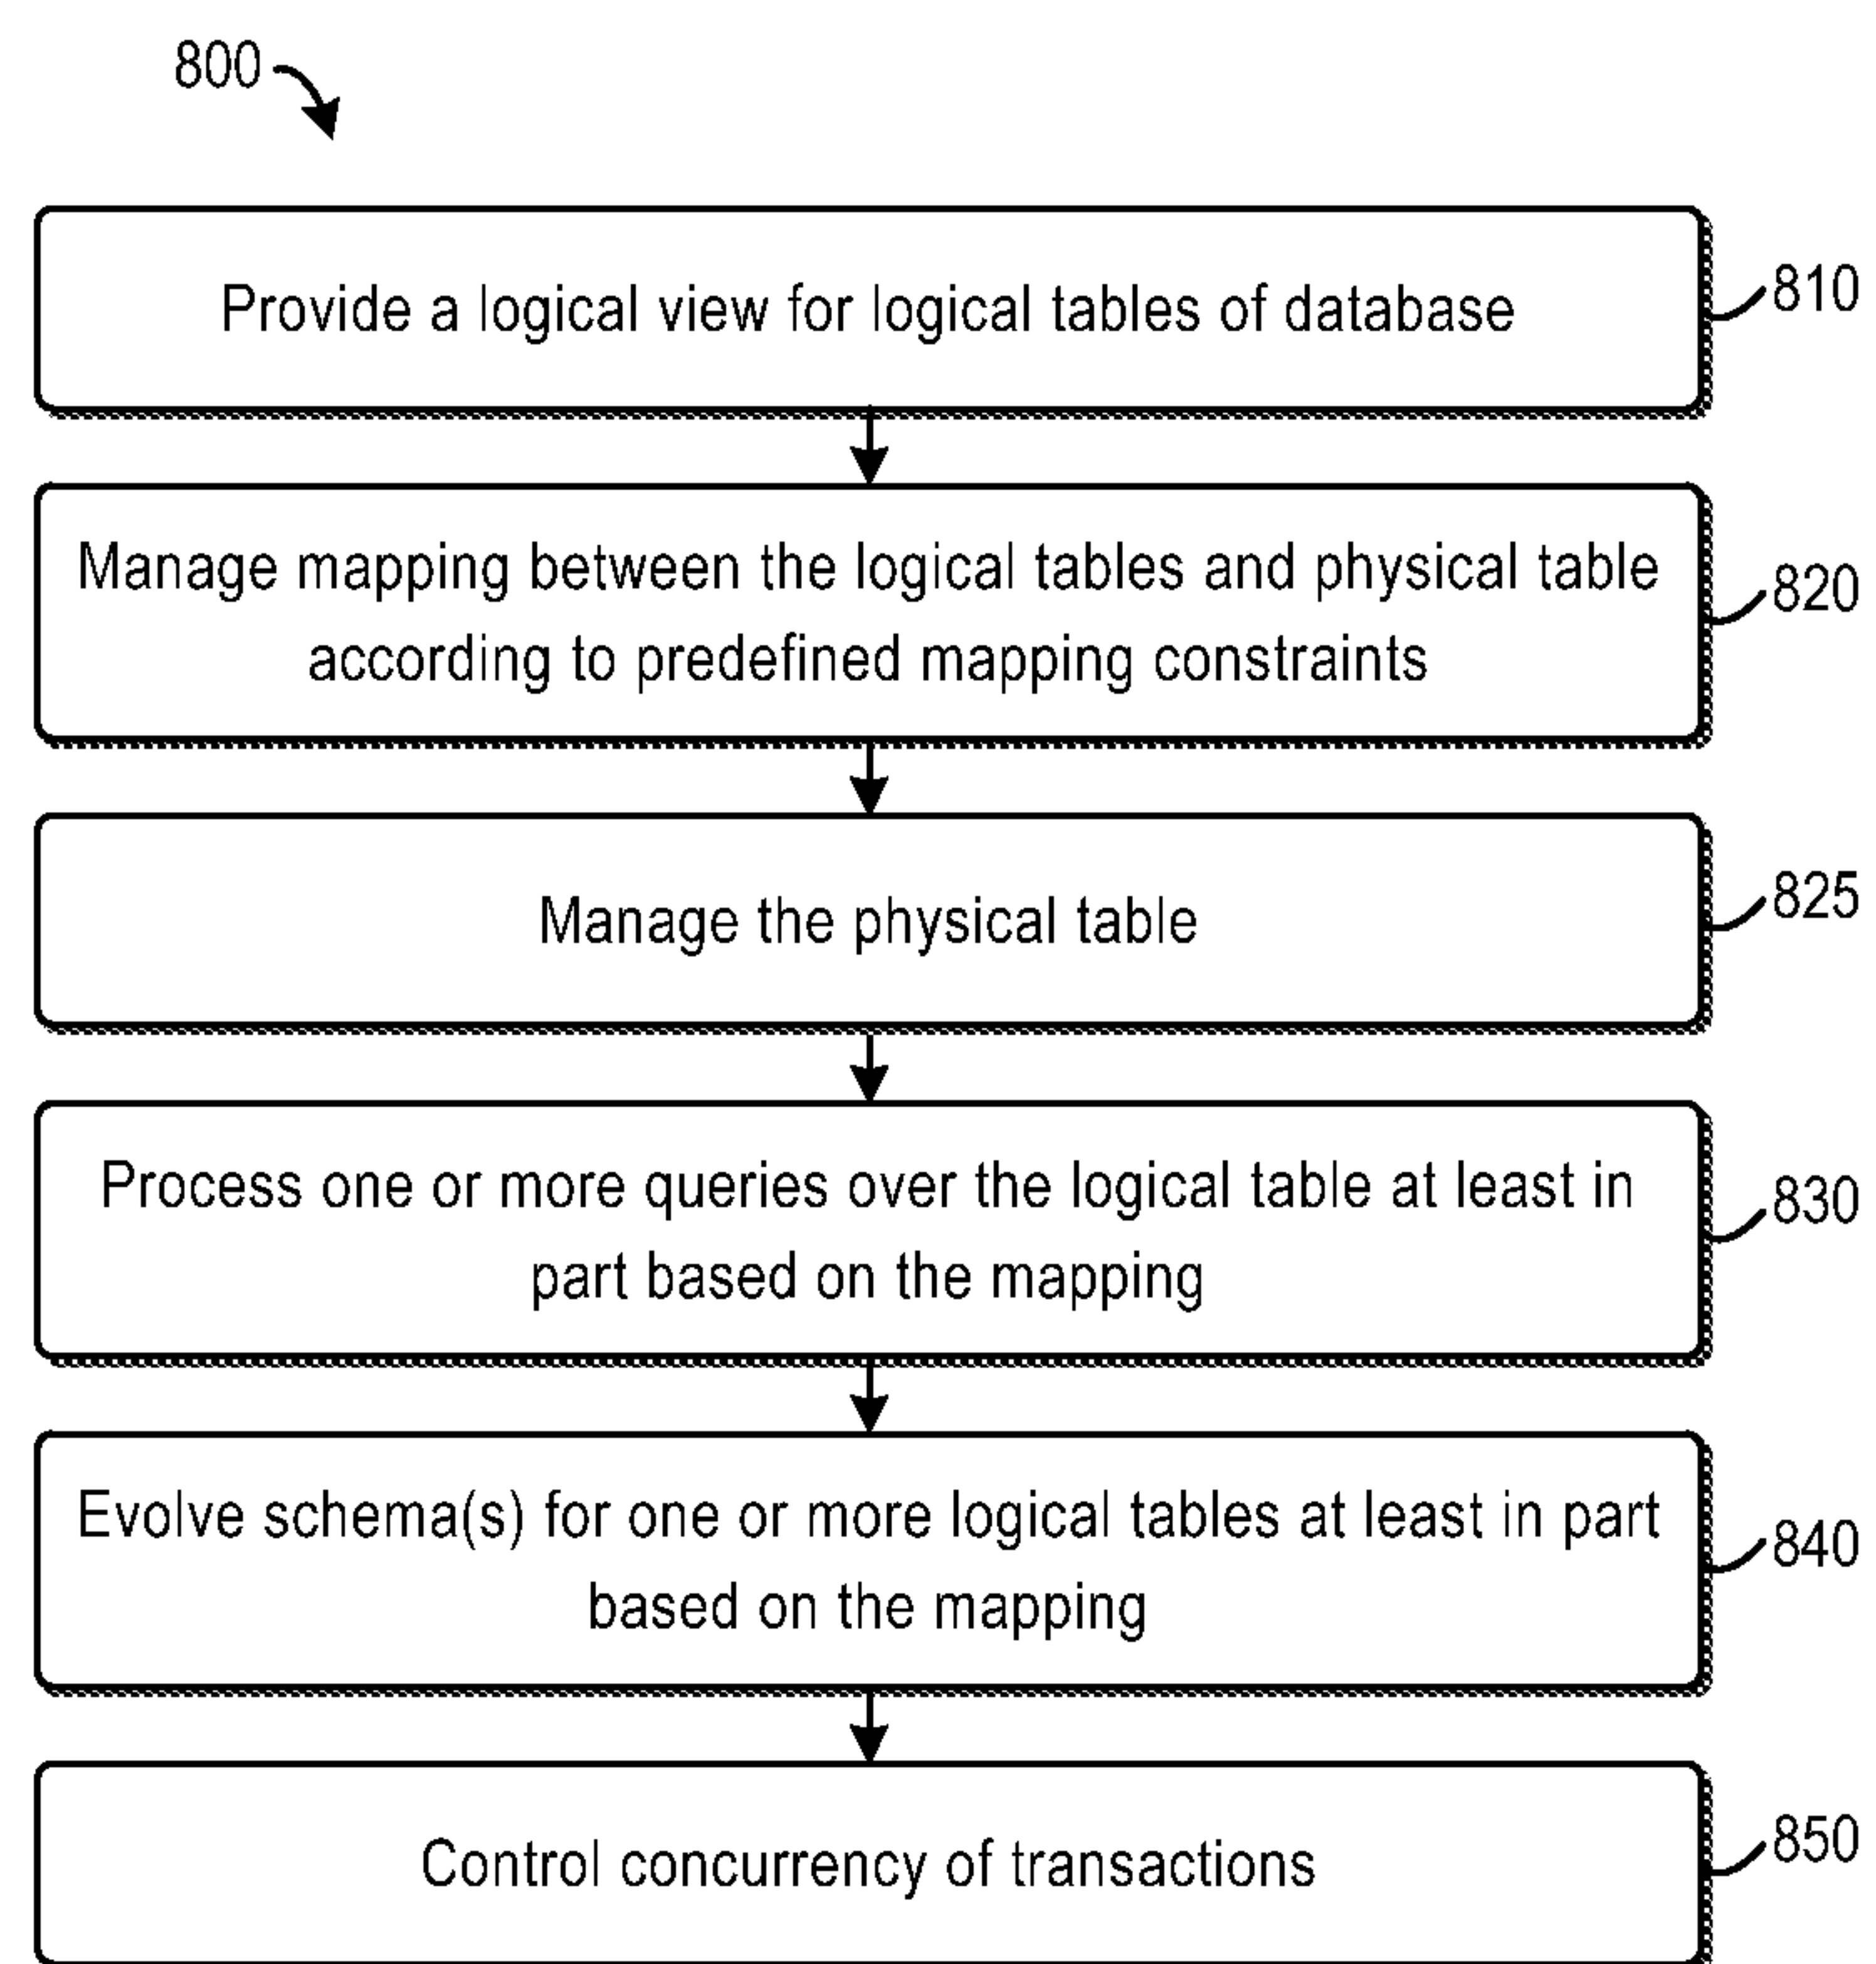 800
Provide a logical view for logical tables of database
810
Manage mapping between the logical tables and physical table
according to predefined mapping constraints
820
Manage the physical table
825
Process one or more queries over the logical table at least in
part based on the mapping
830
Evolve schema(s) for one or more logical tables at least in part
based on the mapping
840
Control concurrency of transactions
850